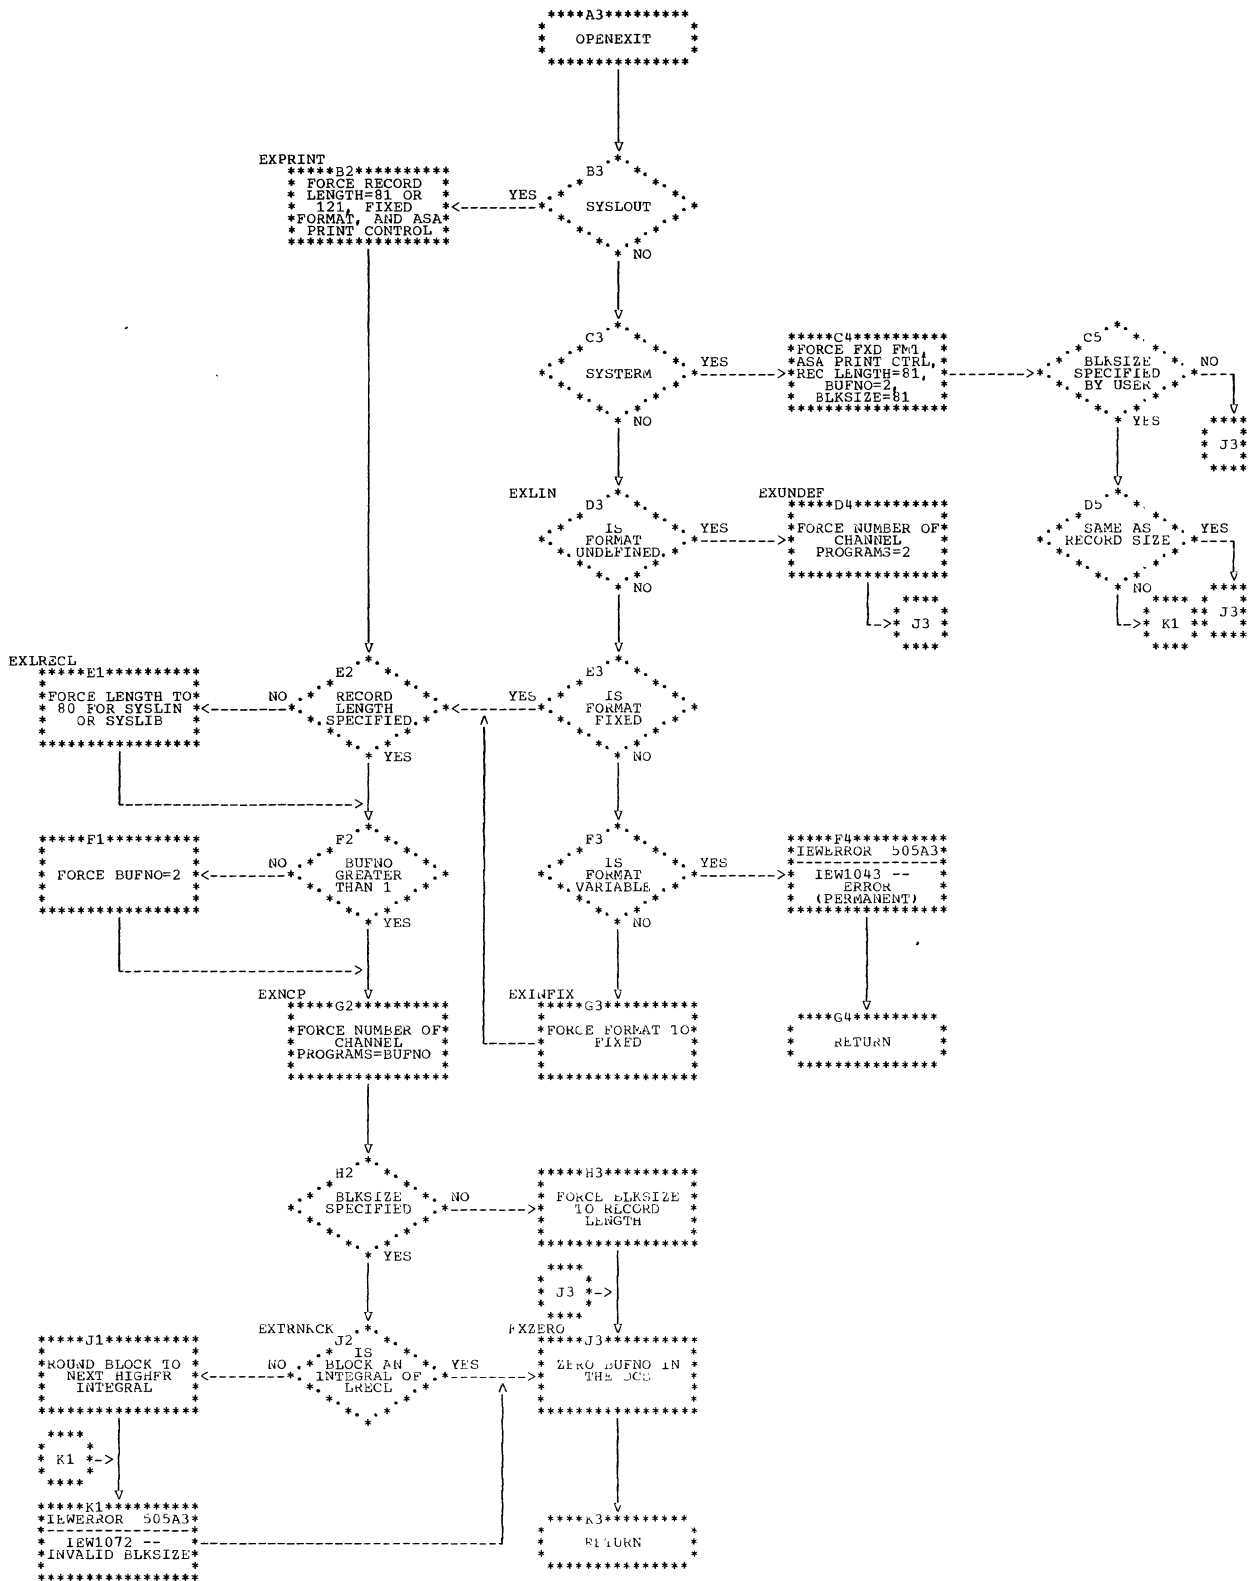 A3
OPENEXIT
EXPRINT
B2
FORCE RECORD
LENGTH=81 OR
121, FIXED
FORMAT, AND ASA
PRINT CONTROL
YES
B3
SYSLOUT
NO
C3
SYSTERM
YES
NO
C4
FORCE FXD FMT,
ASA PRINT CTRL,
REC LENGTH=81,
BUFNO=2,
BLKSIZE=81
C5
BLKSIZE
SPECIFIED
BY USER
NO
YES
J3
EXLIN
D3
IS
FORMAT
UNDEFINED
YES
NO
EXUNDEF
D4
FORCE NUMBER OF
CHANNEL
PROGRAMS=2
J3
D5
SAME AS
RECORD SIZE
YES
NO
K1
J3
EXLRECL
E1
FORCE LENGTH TO
80 FOR SYSLIN
OR SYSLIB
NO
E2
RECORD
LENGTH
SPECIFIED
YES
YES
E3
IS
FORMAT
FIXED
NO
F1
FORCE BUFNO=2
NO
F2
BUFNO
GREATER
THAN 1
YES
F3
IS
FORMAT
VARIABLE
YES
NO
F4
IEWERROR 505A3
IEW1043 --
ERROR
(PERMANENT)
EXNCP
G2
FORCE NUMBER OF
CHANNEL
PROGRAMS=BUFNO
EXINFIX
G3
FORCE FORMAT TO
FIXED
G4
RETURN
H2
BLKSIZE
SPECIFIED
NO
YES
H3
FORCE BLKSIZE
TO RECORD
LENGTH
J3
J1
ROUND BLOCK TO
NEXT HIGHER
INTEGRAL
NO
J2
IS
BLOCK AN
INTEGRAL OF
LRECL
YES
EXZERO
J3
ZERO BUFNO IN
THE DCB
K1
K1
IEWERROR 505A3
IEW1072 --
INVALID BLKSIZE
K3
RETURN